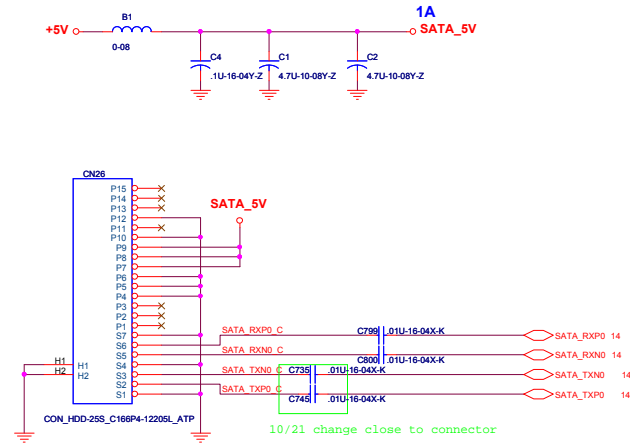 1A
B1
+5V
SATA_5V
0-08
C4
C1
C2
.1U-16-04Y-Z
4.7U-10-08Y-Z
4.7U-10-08Y-Z
CN26
P15
P14
P13
SATA_5V
P12
P11
P10
P9
P8
P7
P6
P5
P4
P3
P2
P1
S7
SATA_RXP0_C
C799
.01U-16-04X-K
SATA_RXP0 14
S6
S5
SATA_RXN0_C
SATA_RXN0 14
H1
H1
S4
C800
.01U-16-04X-K
H2
H2
S3
SATA_TXN0_C
C735
.01U-16-04X-K
SATA_TXN0 14
S2
S1
SATA_TXP0_C
C745
.01U-16-04X-K
SATA_TXP0 14
CON_HDD-25S_C166P4-12205L_ATP
10/21 change close to connector